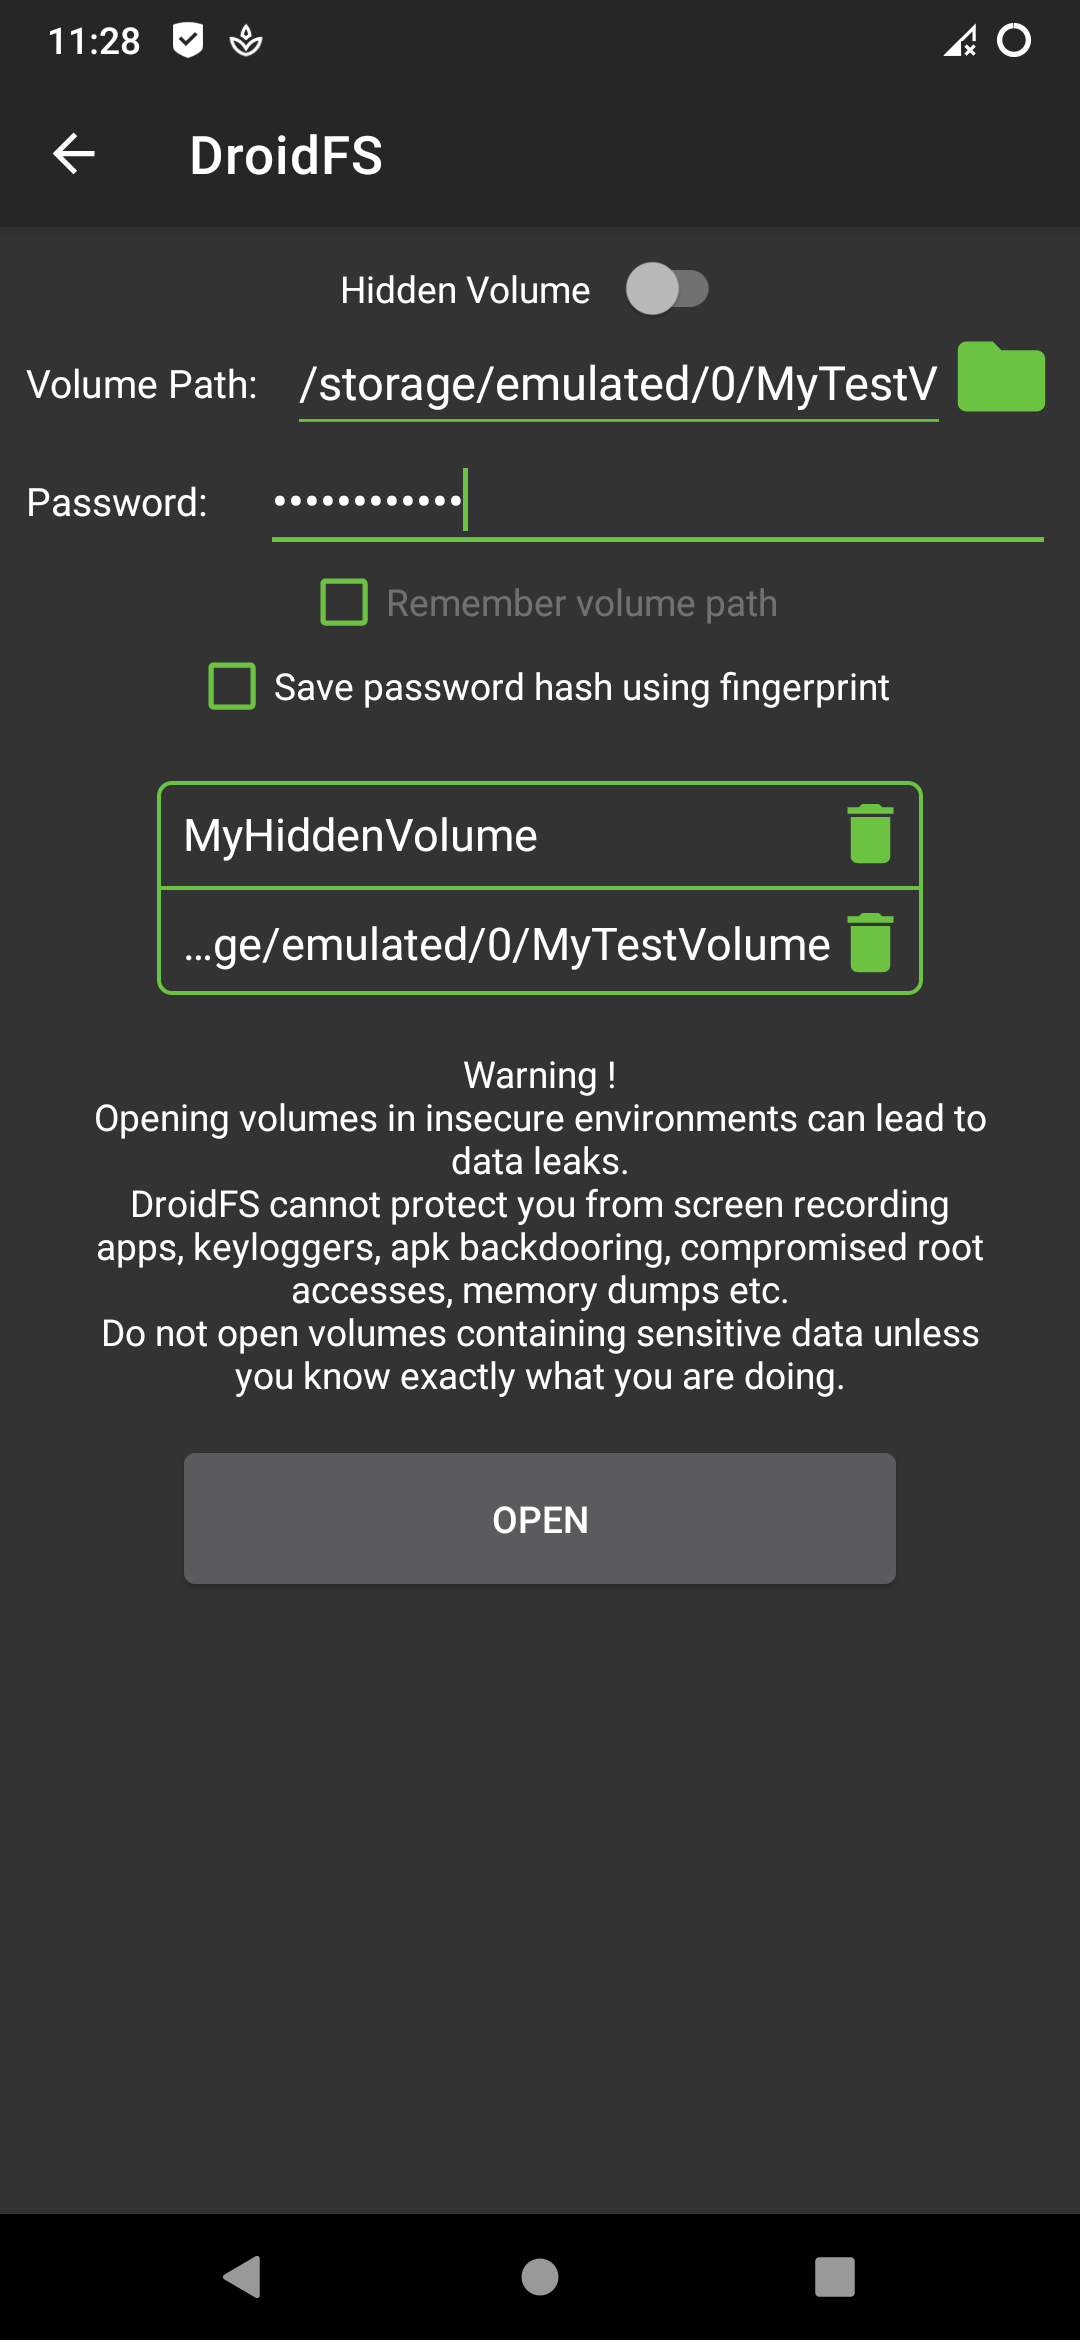 11:28
DroidFS
Hidden Volume
Volume Path: /storage/emulated/0/MyTestV
Password: ••••••••••••
Remember volume path
Save password hash using fingerprint
MyHiddenVolume
...ge/emulated/0/MyTestVolume
Warning !
Opening volumes in insecure environments can lead to
data leaks.
DroidFS cannot protect you from screen recording
apps, keyloggers, apk backdooring, compromised root
accesses, memory dumps etc.
Do not open volumes containing sensitive data unless
you know exactly what you are doing.
OPEN